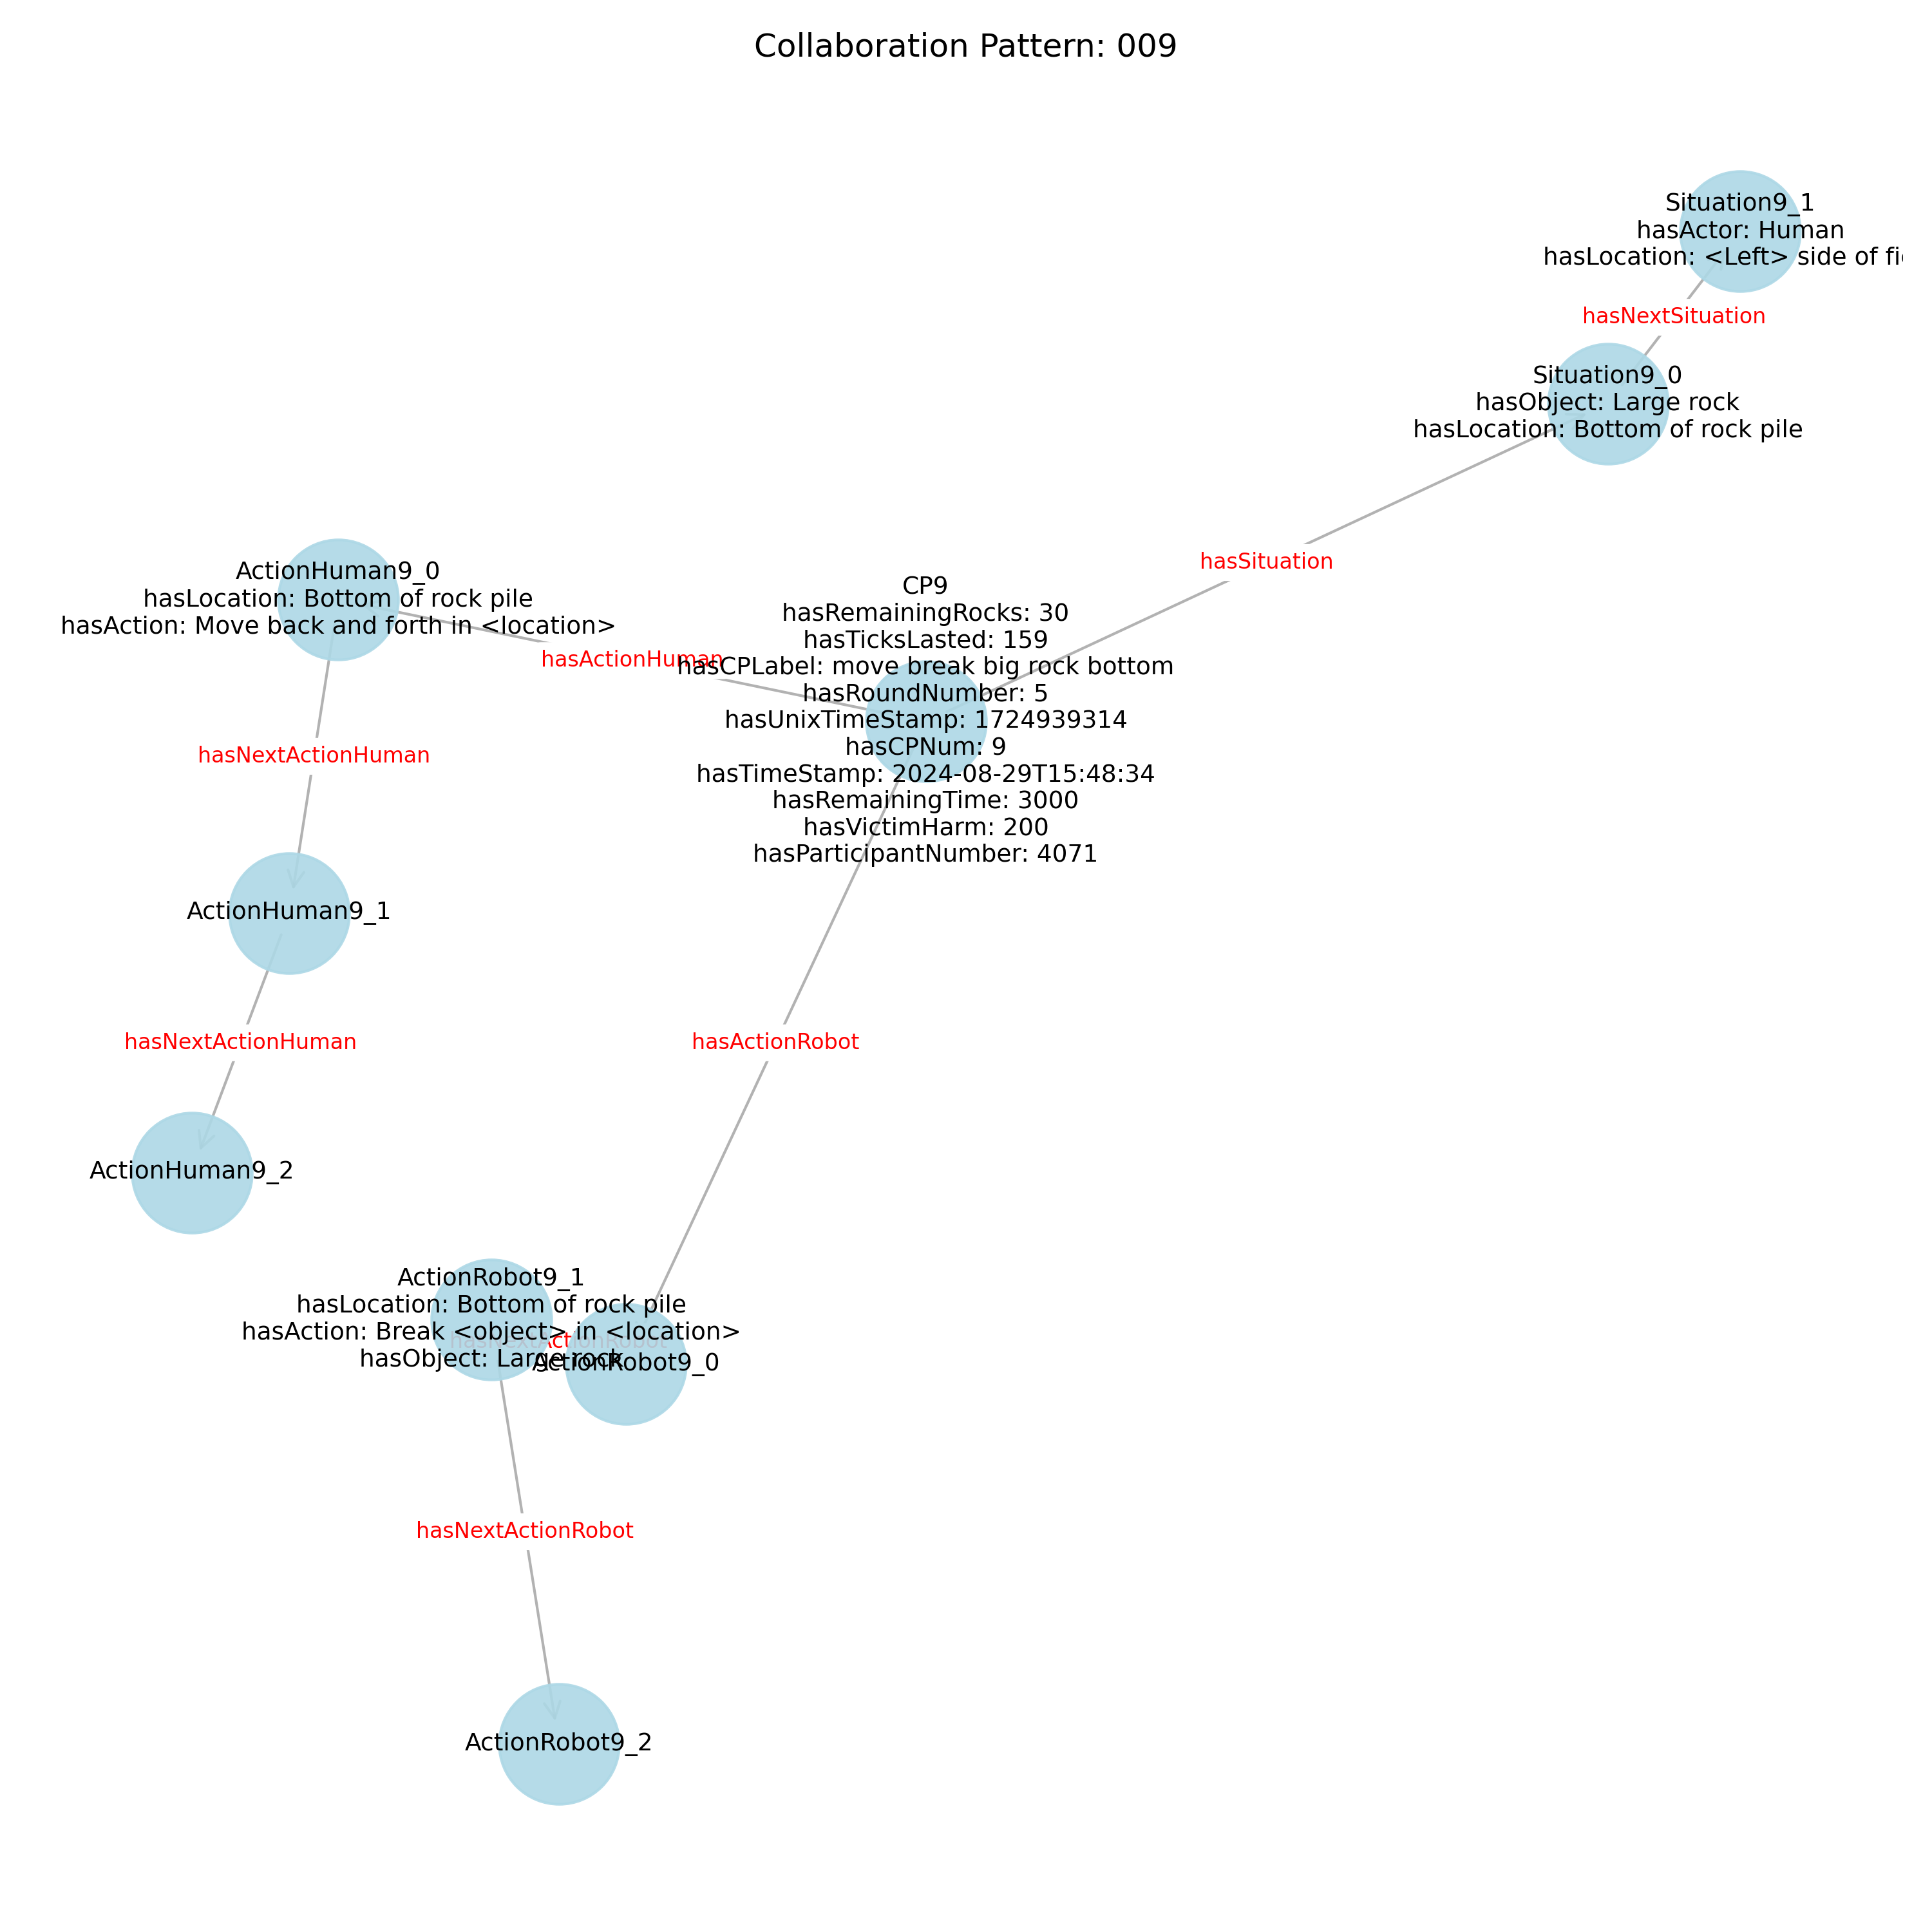 Collaboration Pattern: 009
Situation9_1
hasActor: Human
hasLocation: <Left> side of
hasNextSituation
Situation9_0
hasObject: Large rock
hasLocation: Bottom of rock pile
hasSituation
ActionHuman9_0
hasLocation: Bottom of rock pile
hasAction: Move back and forth in <location>
hasActionHuman
CP9
hasRemainingRocks: 30
hasTicksLasted: 159
hasCPLabel: move break big rock bottom
hasRoundNumber: 5
hasUnixTimeStamp: 1724939314
hasCPNum: 9
hasTimeStamp: 2024-08-29T15:48:34
hasRemainingTime: 3000
hasVictimHarm: 200
hasParticipantNumber: 4071
hasNextActionHuman
ActionHuman9_1
hasNextActionHuman
hasActionRobot
ActionHuman9_2
ActionRobot9_1
hasLocation: Bottom of rock pile
hasAction: Break <object> in <location>
hasObject: Large rock
hasNextActionRobot
ActionRobot9_0
hasNextActionRobot
ActionRobot9_2